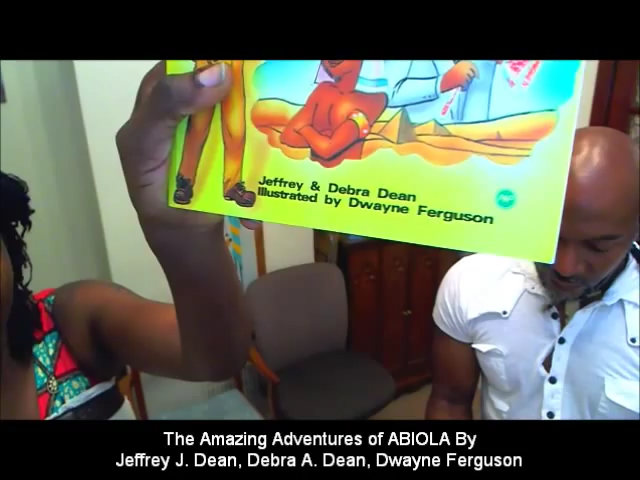 Jeffrey & Debra Dean
Illustrated by Dwayne Ferguson
The Amazing Adventures of ABIOLA By
Jeffrey J. Dean, Debra A. Dean, Dwayne Ferguson